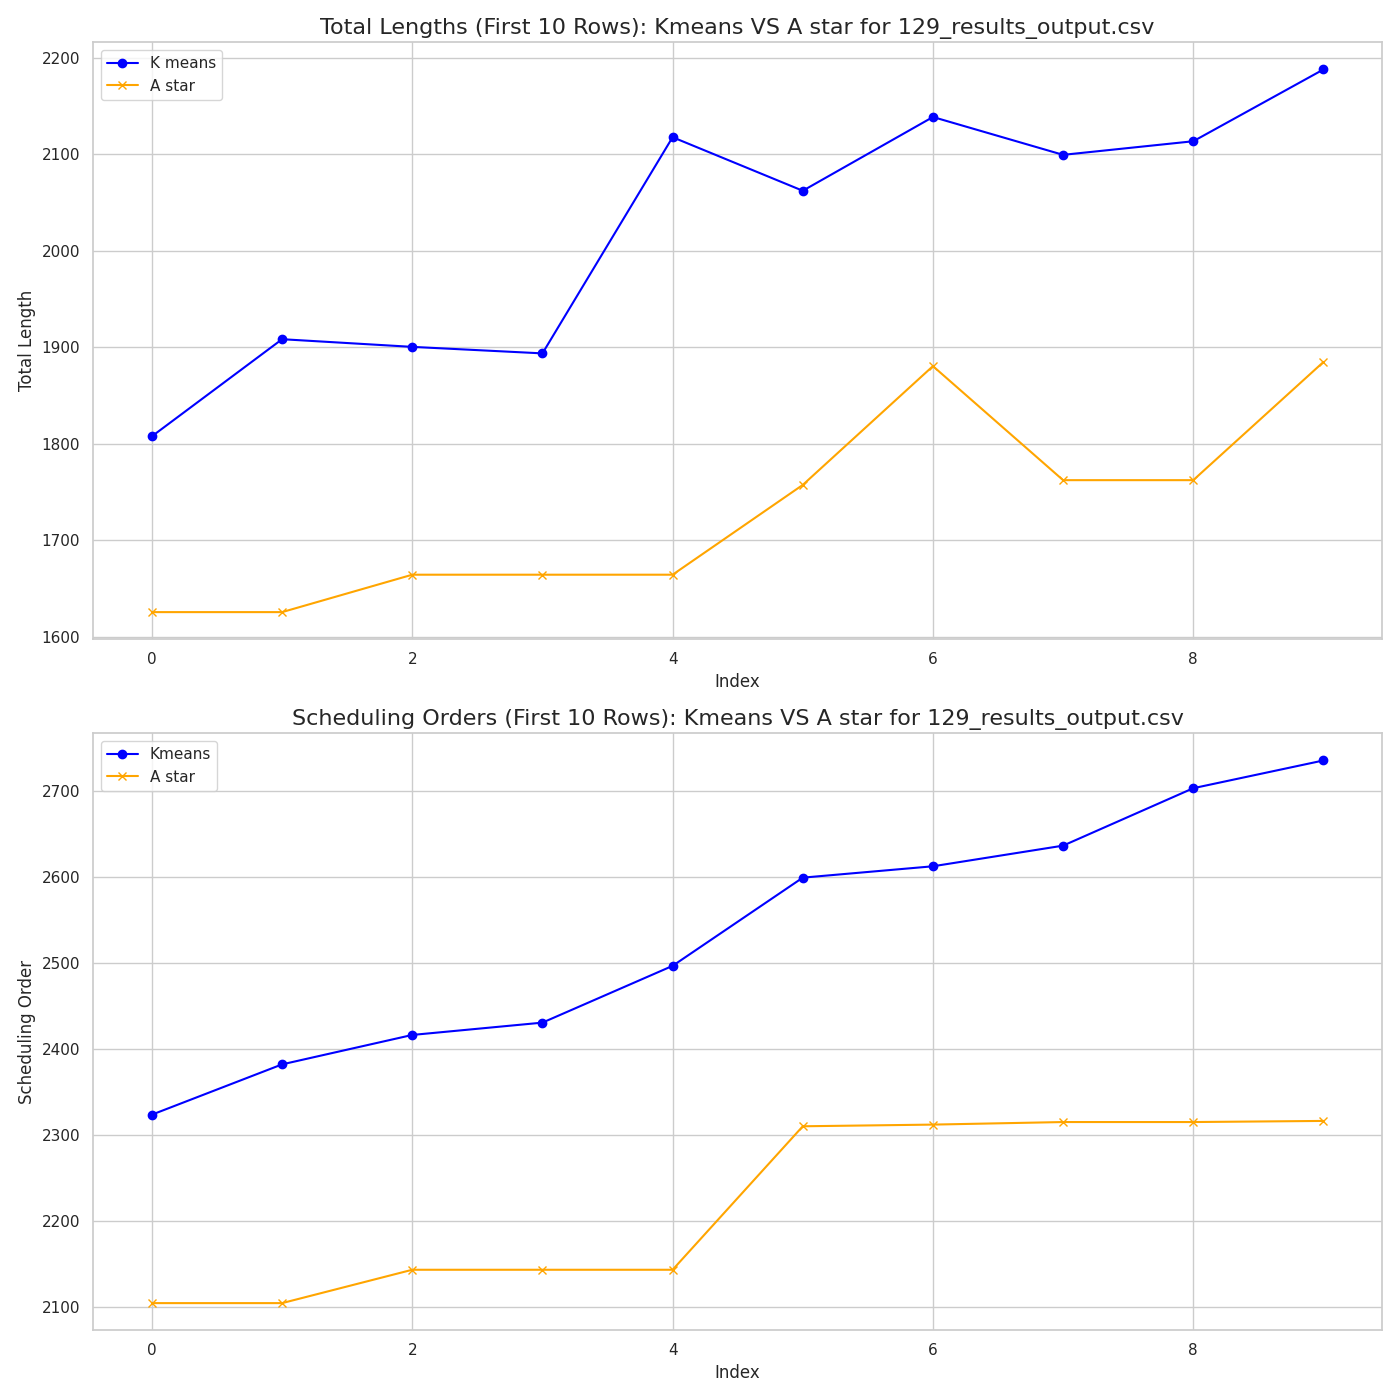 Total Lengths (First 10 Rows): Kmeans VS A star for 129_results_output.csv
K means
A star
2200
2100
2000
1900
1800
1700
1600
Total Length
0 2 4 6 8
Index
Scheduling Orders (First 10 Rows): Kmeans VS A star for 129_results_output.csv
Kmeans
A star
2700
2600
2500
2400
2300
2200
2100
Scheduling Order
0 2 4 6 8
Index